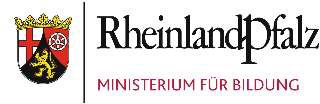 RheinlandPfalz
MINISTERIUM FÜR BILDUNG